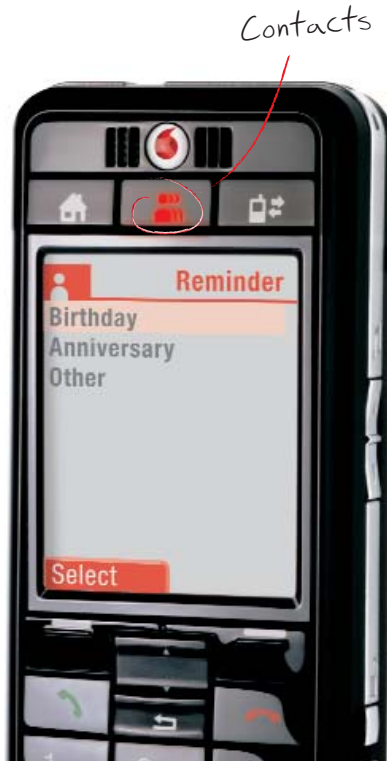 Contacts
Reminder
Birthday
Anniversary
Other
Select